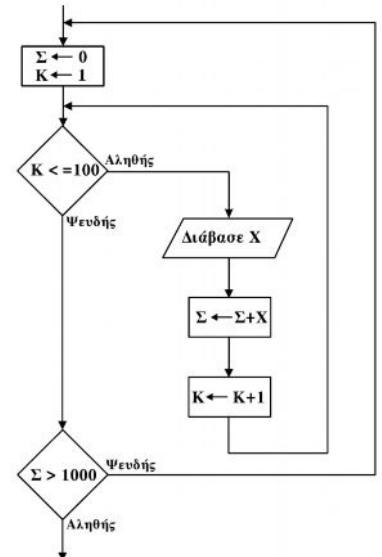 Σ ← 0
Κ ← 1
Κ < =100
Αληθής
Ψευδής
Διάβασε Χ
Σ ← Σ+Χ
Κ ← Κ+1
Σ > 1000
Ψευδής
Αληθής